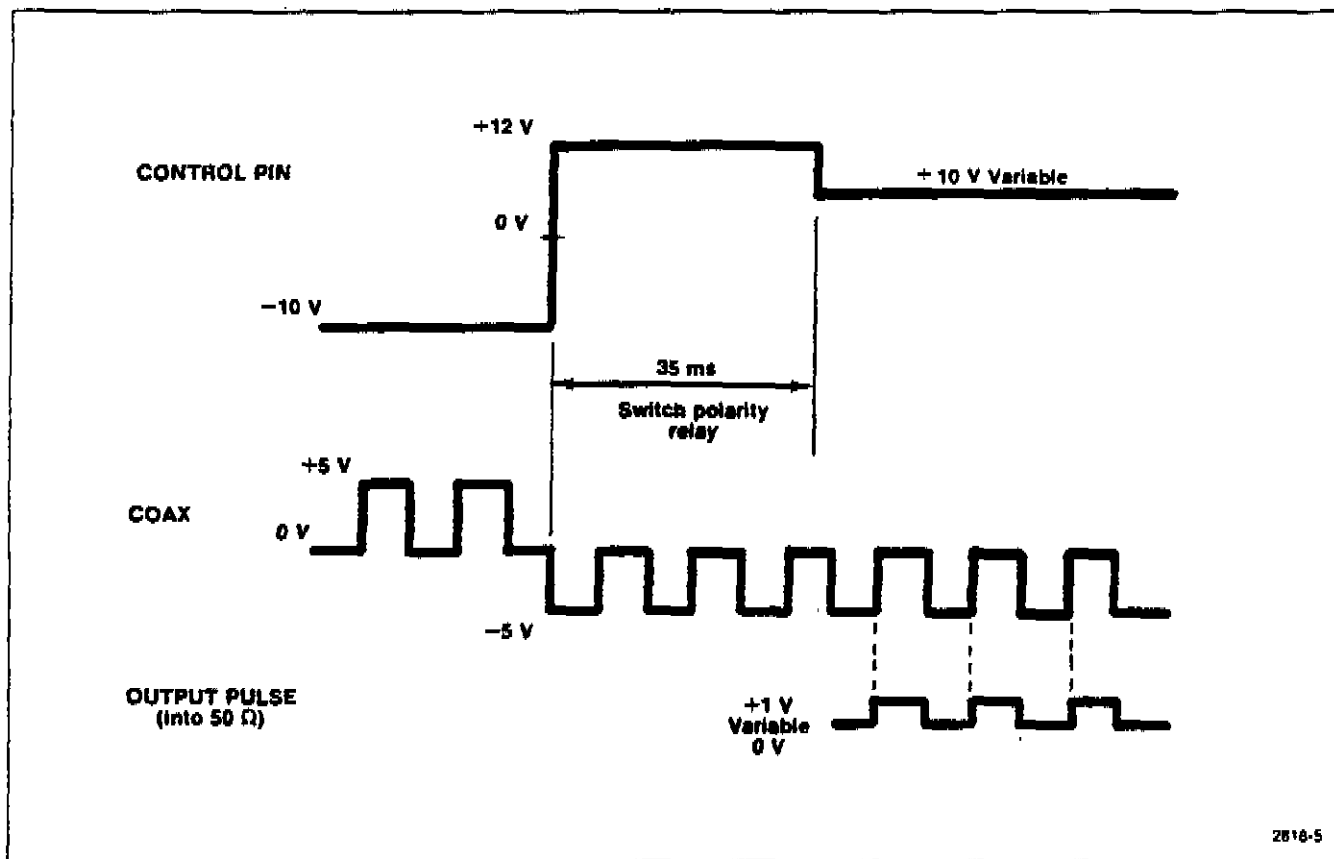 +12 V
CONTROL PIN
+ 10 V Variable
0 V
−10 V
35 ms
Switch polarity
relay
+5 V
COAX
0 V
−5 V
OUTPUT PULSE
(into 50 Ω)
+1 V
Variable
0 V
2618-5